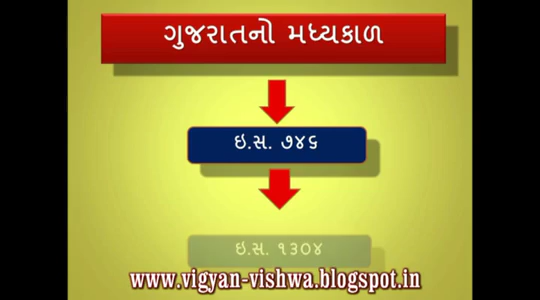 ગુજરાતનો મધ્યકાળ
ઇ.સ. ૭૪૬
ઇ.સ. ૧૩૦૪
www.vigyan-vishwa.blogspot.in